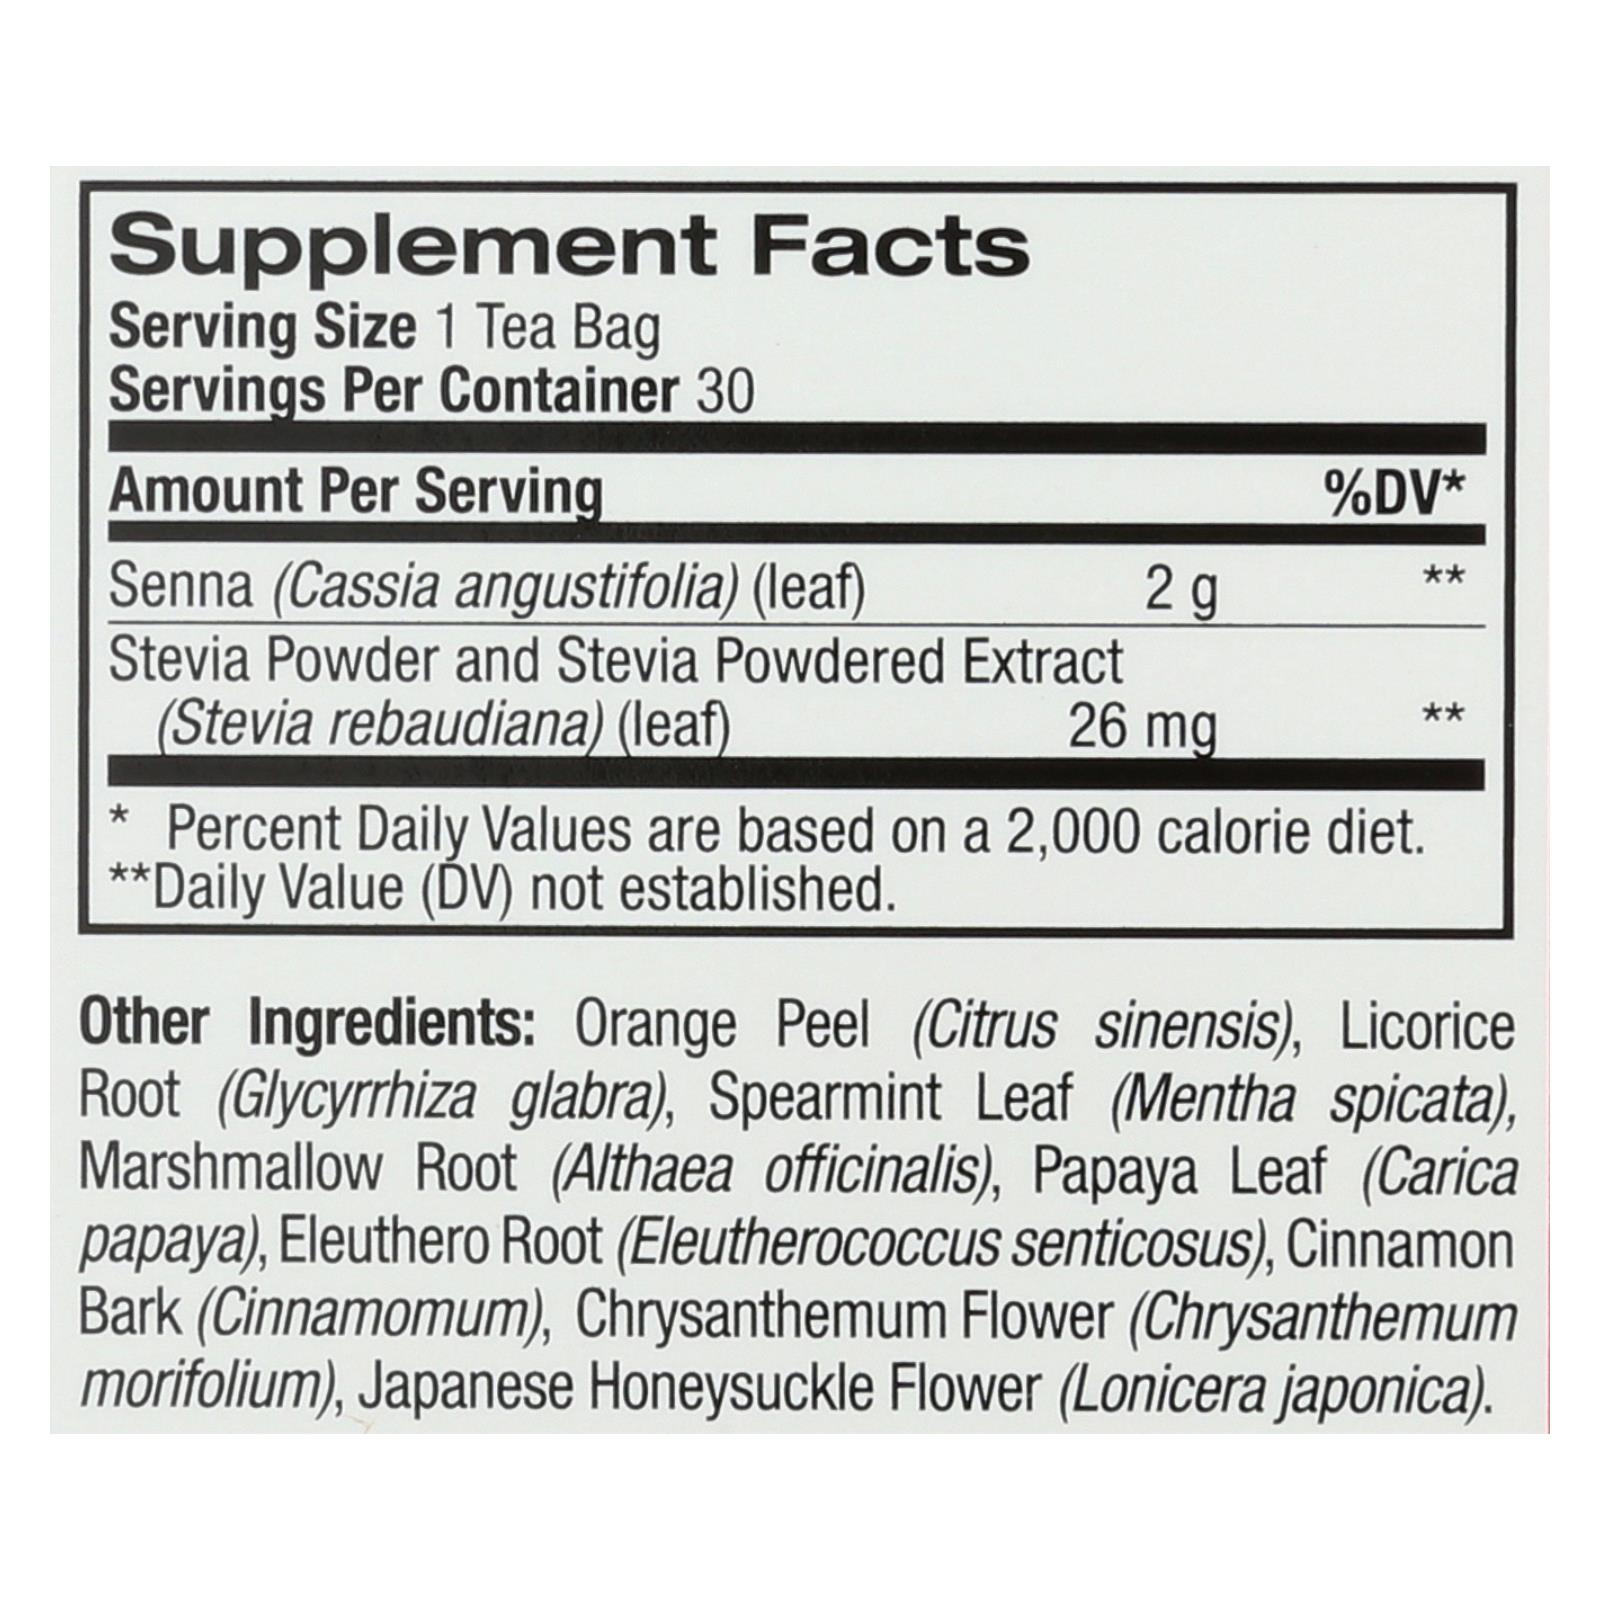 Supplement Facts
Serving Size 1 Tea Bag
Servings Per Container 30
Amount Per Serving %DV*
Senna (Cassia angustifolia) (leaf) 2 g **
Stevia Powder and Stevia Powdered Extract
(Stevia rebaudiana) (leaf) 26 mg **
* Percent Daily Values are based on a 2,000 calorie diet.
**Daily Value (DV) not established.
Other Ingredients: Orange Peel (Citrus sinensis), Licorice
Root (Glycyrrhiza glabra), Spearmint Leaf (Mentha spicata),
Marshmallow Root (Althaea officinalis), Papaya Leaf (Carica
papaya), Eleuthero Root (Eleutherococcus senticosus), Cinnamon
Bark (Cinnamomum), Chrysanthemum Flower (Chrysanthemum
morifolium), Japanese Honeysuckle Flower (Lonicera japonica).